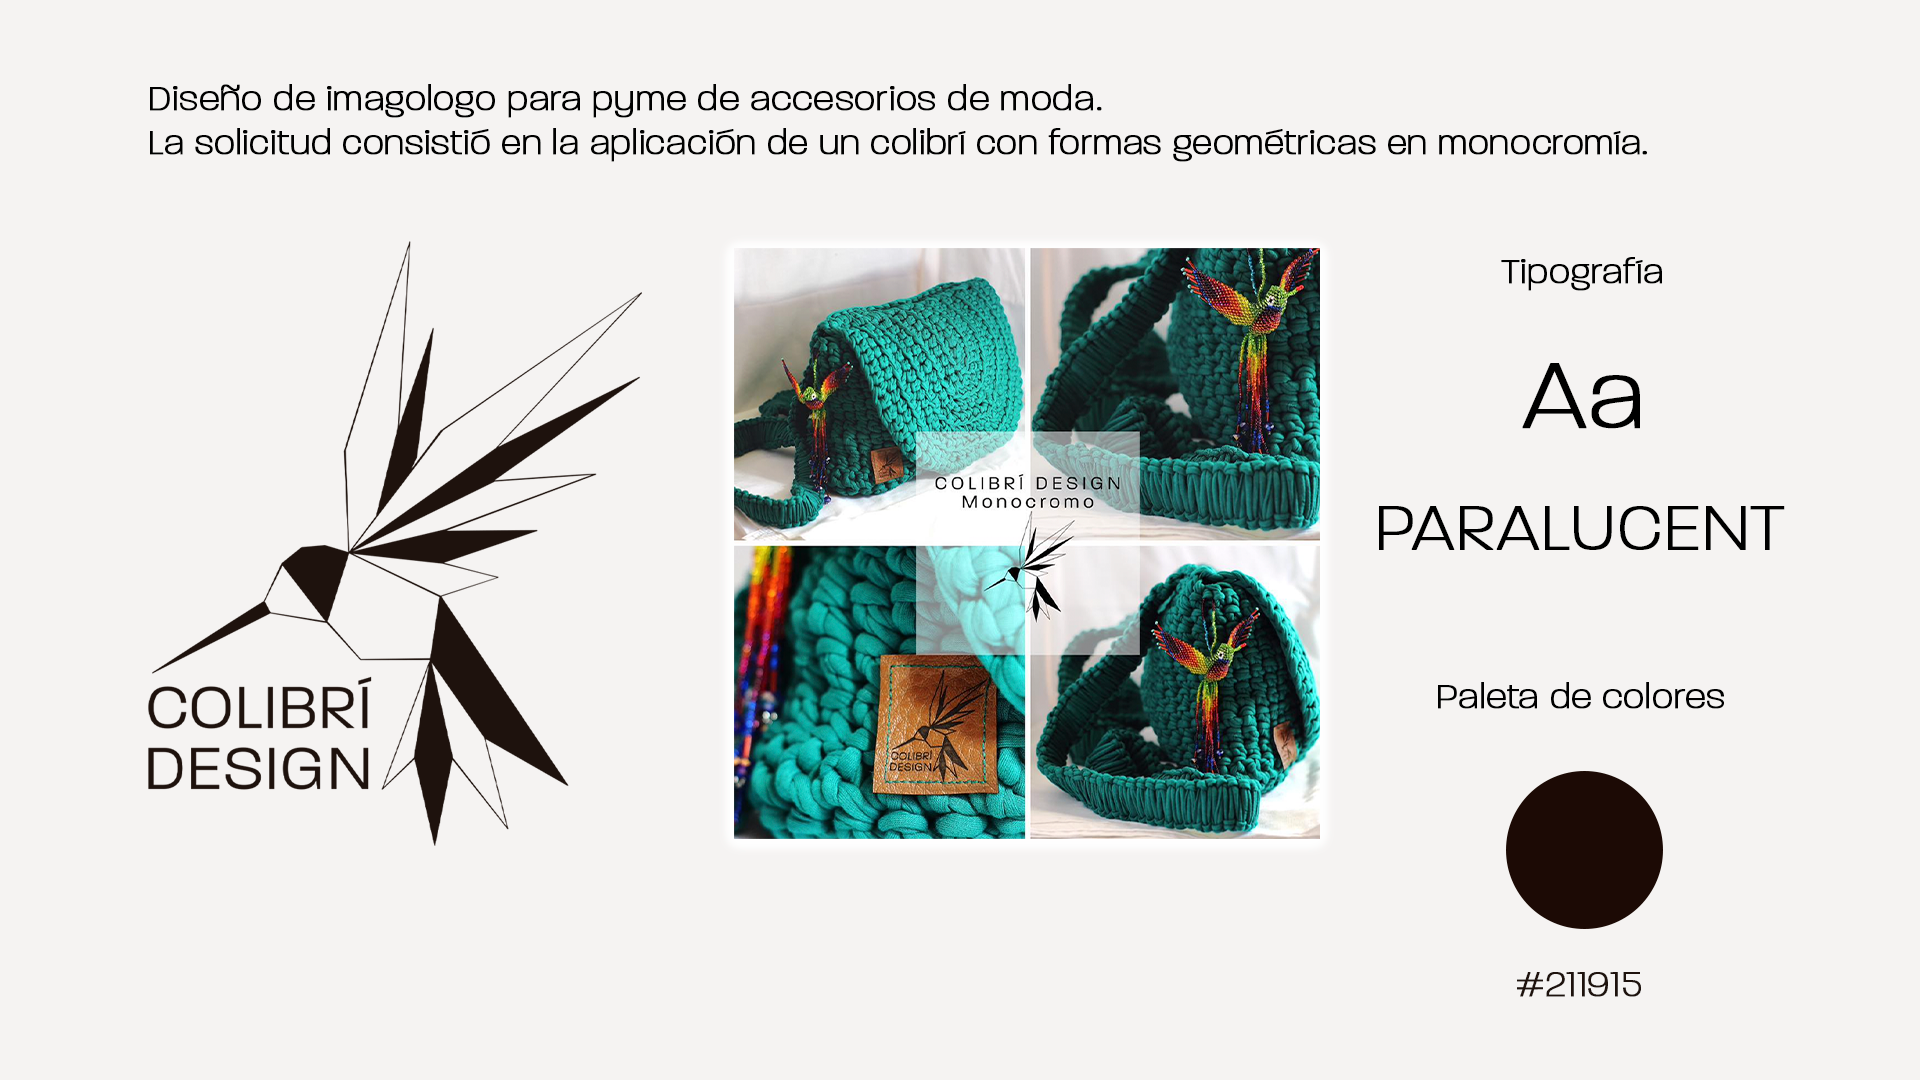 Diseño de imagologo para pyme de accesorios de moda.
La solicitud consistió en la aplicación de un colibrí con formas geométricas en monocromía.
COLIBRÍ
DESIGN
COLIBRÍ DESIGN
Monocromo
COLIBRÍ
DESIGN
Tipografía
Aa
PARALUCENT
Paleta de colores
#211915